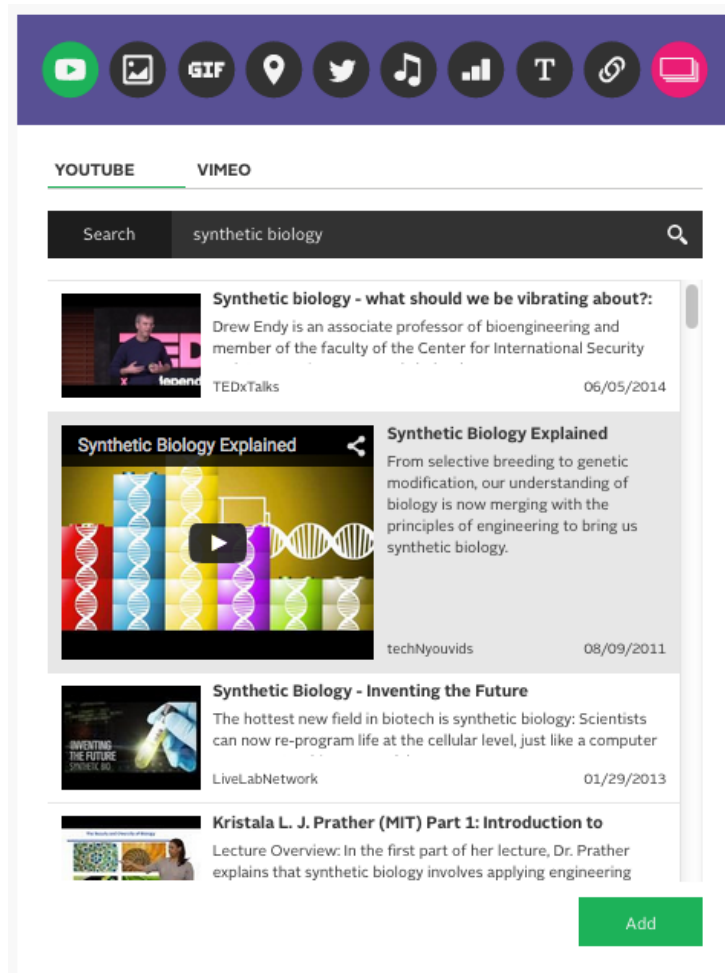 GIF
T
YOUTUBE VIMEO
Search synthetic biology
Synthetic biology - what should we be vibrating about?:
Drew Endy is an associate professor of bioengineering and
member of the faculty of the Center for International Security
TEDxTalks 06/05/2014
Synthetic Biology Explained
Synthetic Biology Explained
From selective breeding to genetic
modification, our understanding of
biology is now merging with the
principles of engineering to bring us
synthetic biology.
techNyouvids 08/09/2011
INVENTING
THE FUTURE
SYNTHETIC BIO
Synthetic Biology - Inventing the Future
The hottest new field in biotech is synthetic biology: Scientists
can now re-program life at the cellular level, just like a computer
LiveLabNetwork 01/29/2013
Kristala L. J. Prather (MIT) Part 1: Introduction to
Lecture Overview: In the first part of her lecture, Dr. Prather
explains that synthetic biology involves applying engineering
Add